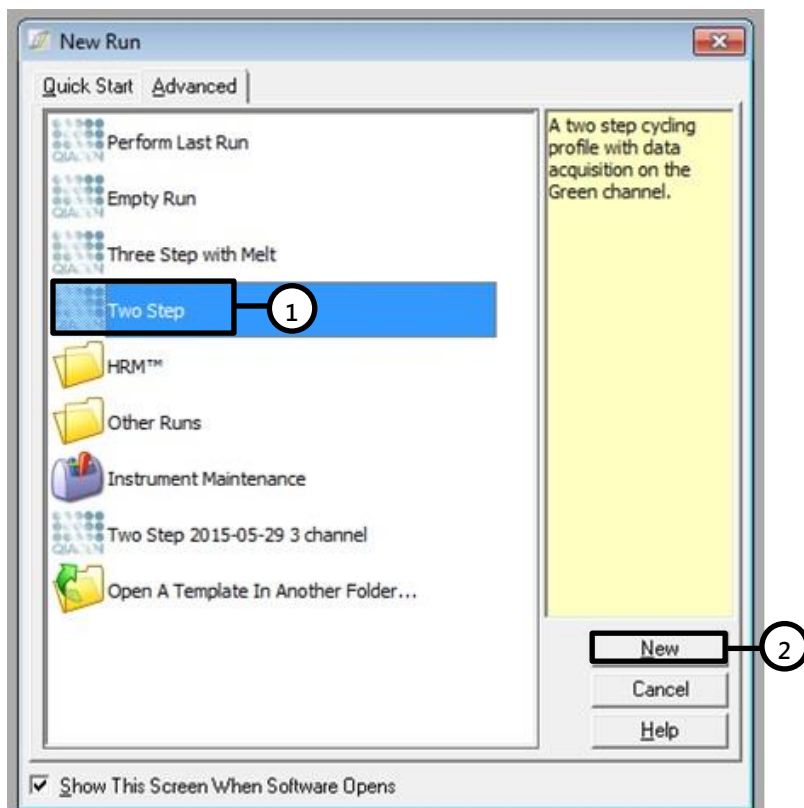 New Run
Quick Start Advanced
Perform Last Run
Empty Run
Three Step with Melt
Two Step
1
HRM™
Other Runs
Instrument Maintenance
Two Step 2015-05-29 3 channel
Open A Template In Another Folder...
A two step cycling
profile with data
acquisition on the
Green channel.
New
2
Cancel
Help
Show This Screen When Software Opens